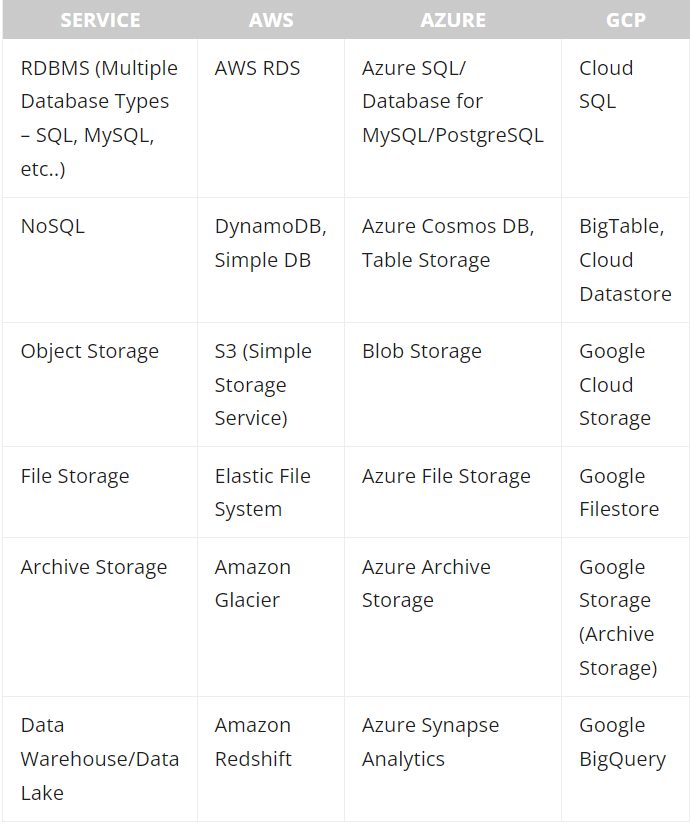 SERVICE AWS AZURE GCP
RDBMS (Multiple AWS RDS Azure SQL/ Cloud
Database Types Database for SQL
– SQL, MySQL, MySQL/PostgreSQL
etc..)
NoSQL DynamoDB, Azure Cosmos DB, BigTable,
Simple DB Table Storage Cloud
Datastore
Object Storage S3 (Simple Blob Storage Google
Storage Cloud
Service) Storage
File Storage Elastic File Azure File Storage Google
System Filestore
Archive Storage Amazon Azure Archive Google
Glacier Storage Storage
(Archive
Storage)
Data Amazon Azure Synapse Google
Warehouse/Data Redshift Analytics BigQuery
Lake